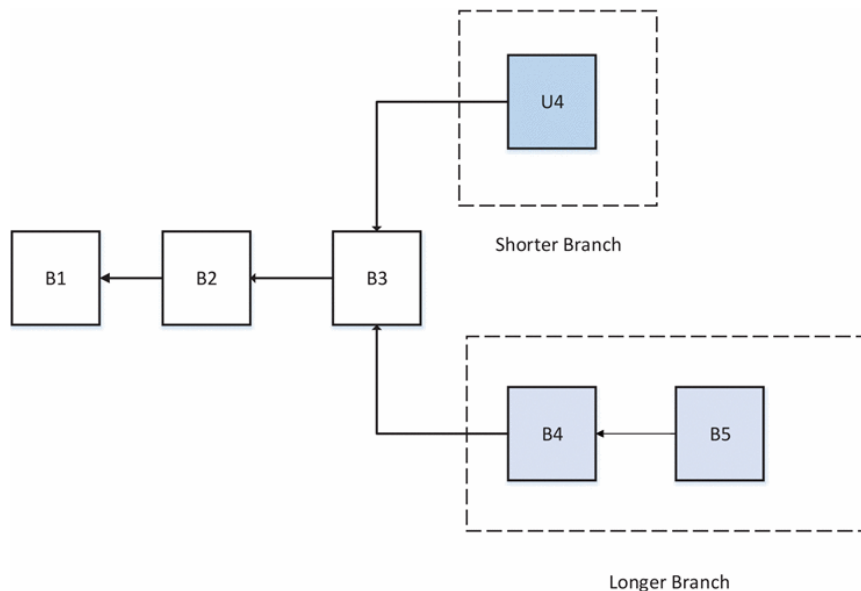 U4
Shorter Branch
B1 B2 B3
B4 B5
Longer Branch